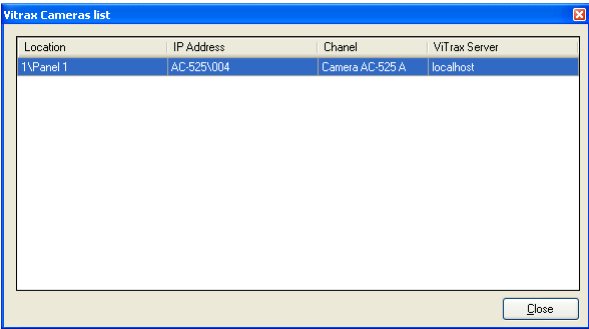 Vitrax Cameras list
Location IP Address Chanel ViTrax Server
1\Panel 1 AC-525\004 Camera AC-525 A localhost
Close